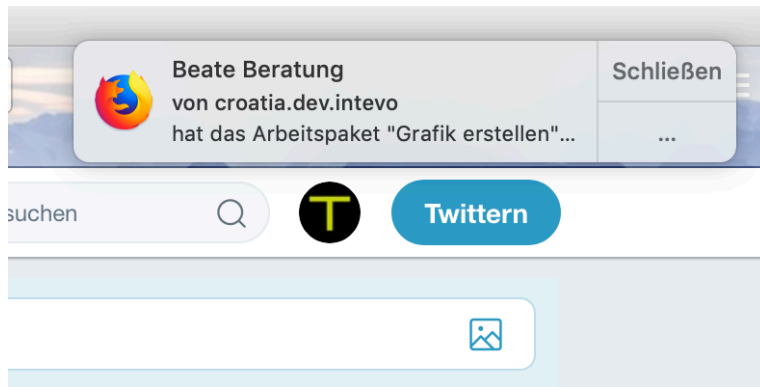 Beate Beratung
von croatia.dev.intevo
hat das Arbeitspaket "Grafik erstellen"...
Schließen
...
suchen
T
Twittern